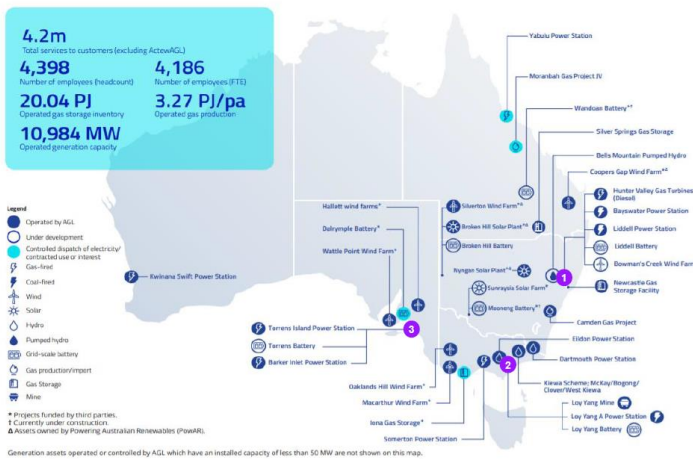 4.2m
Total services to customers (excluding ActewAGL)
4,398
Number of employees (headcount)
4,186
Number of employees (FTE)
20.04 PJ
Operated gas storage inventory
3.27 PJ/pa
Operated gas production
10,984 MW
Operated generation capacity
Legend
Operated by AGL
Under development
Controlled dispatch of electricity/
contracted use or interest
Gas-fired
Coal-fired
Wind
Solar
Hydro
Pumped hydro
Grid-scale battery
Gas production/import
Gas Storage
Mine
* Projects funded by third parties.
† Currently under construction.
Δ Assets owned by Powering Australian Renewables (PowAR).
Kwinana Swift Power Station
Hallett wind farms*
Dalrymple Battery*
Wattle Point Wind Farm*
Torrens Island Power Station
Torrens Battery
Barker Inlet Power Station
3
Oaklands Hill Wind Farm*
Macarthur Wind Farm*
Iona Gas Storage*
Somerton Power Station
Yabulu Power Station
Moranbah Gas Project JV
Wandoan Battery*†
Silver Springs Gas Storage
Bells Mountain Pumped Hydro
Coopers Gap Wind Farm*Δ
Hunter Valley Gas Turbines
(Diesel)
Bayswater Power Station
Liddell Power Station
Liddell Battery
Bowman's Creek Wind Farm
1
Newcastle Gas
Storage Facility
Silverton Wind Farm*Δ
Broken Hill Solar Plant*Δ
Broken Hill Battery
Nyngan Solar Plant*Δ
Sunraysia Solar Farm*
Maoneng Battery*†
Camden Gas Project
Eildon Power Station
Dartmouth Power Station
2
Kiewa Scheme: McKay/Bogong/
Clover/West Kiewa
Loy Yang Mine
Loy Yang A Power Station
Loy Yang Battery
Generation assets operated or controlled by AGL which have an installed capacity of less than 50 MW are not shown on this map.